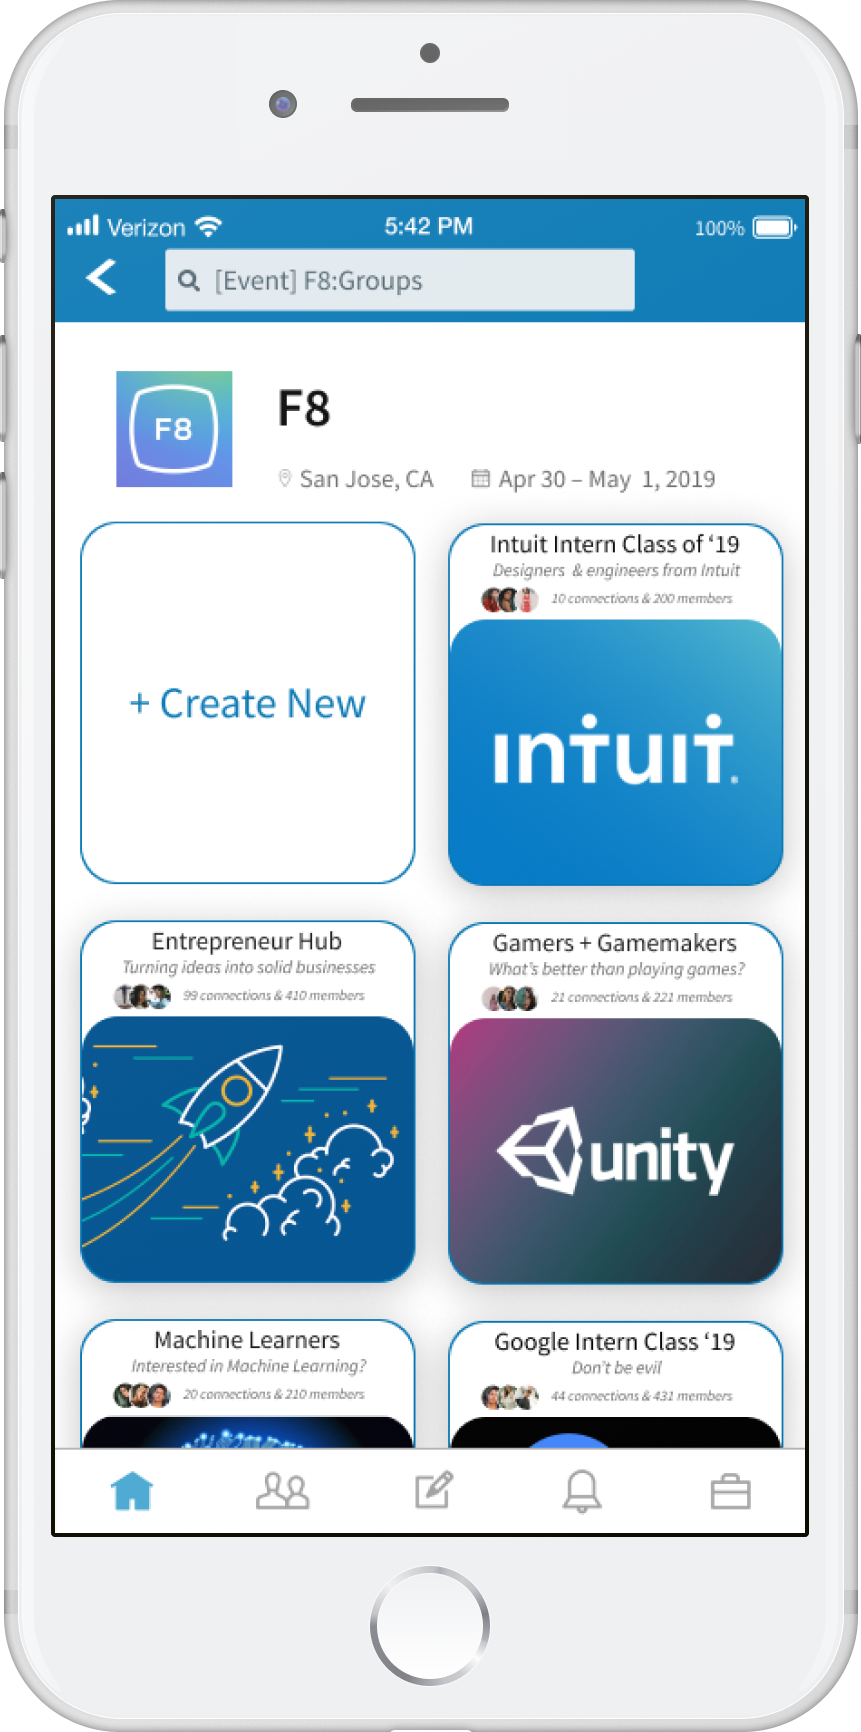 Verizon 5:42 PM 100%
[Event] F8:Groups
F8
F8
San Jose, CA Apr 30 – May 1, 2019
+ Create New
Intuit Intern Class of ‘19
Designers & engineers from Intuit
10 connections & 200 members
intuit.
Entrepreneur Hub
Turning ideas into solid businesses
99 connections & 410 members
Gamers + Gamemakers
What’s better than playing games?
21 connections & 221 members
unity
Machine Learners
Interested in Machine Learning?
20 connections & 210 members
Google Intern Class ‘19
Don’t be evil
44 connections & 431 members